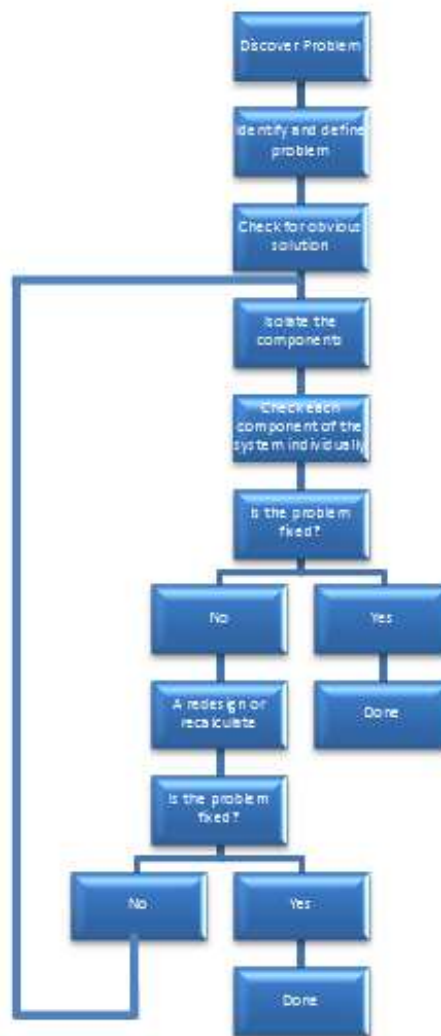 Discover Problem
Identify and define
problem
Check for obvious
solution
Isolate the
components
Check each
component of the
system individually
Is the problem
fixed?
No
Yes
A redesign or
recalculate
Done
Is the problem
fixed?
No
Yes
Done